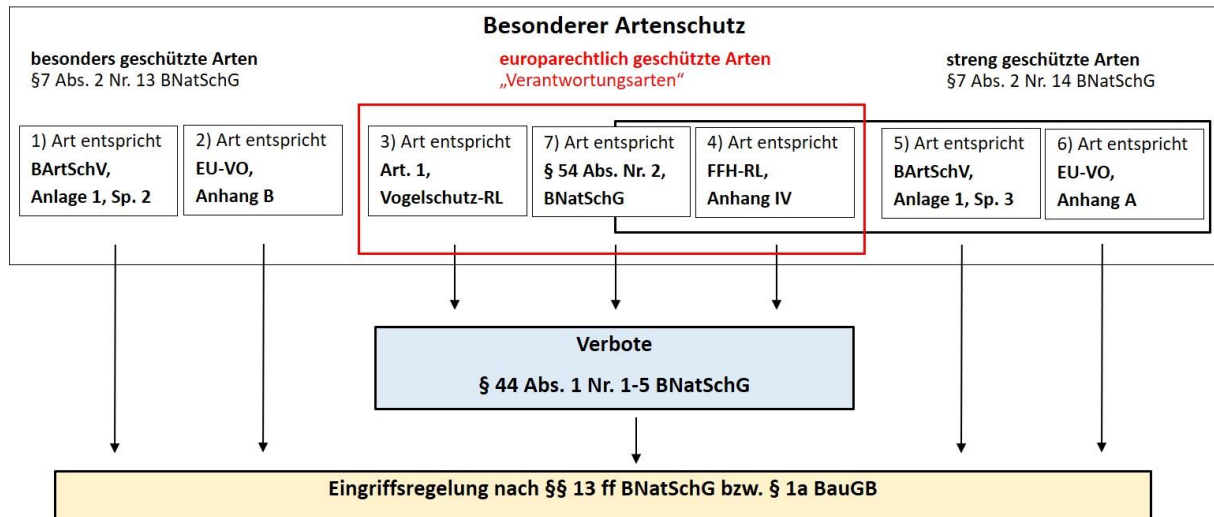 Besonderer Artenschutz
besonders geschützte Arten
§7 Abs. 2 Nr. 13 BNatSchG
europarechtlich geschützte Arten
„Verantwortungsarten“
streng geschützte Arten
§7 Abs. 2 Nr. 14 BNatSchG
1) Art entspricht
BArtSchV,
Anlage 1, Sp. 2
2) Art entspricht
EU-VO,
Anhang B
3) Art entspricht
Art. 1,
Vogelschutz-RL
7) Art entspricht
§ 54 Abs. Nr. 2,
BNatSchG
4) Art entspricht
FFH-RL,
Anhang IV
5) Art entspricht
BArtSchV,
Anlage 1, Sp. 3
6) Art entspricht
EU-VO,
Anhang A
Verbote
§ 44 Abs. 1 Nr. 1-5 BNatSchG
Eingriffsregelung nach §§ 13 ff BNatSchG bzw. § 1a BauGB